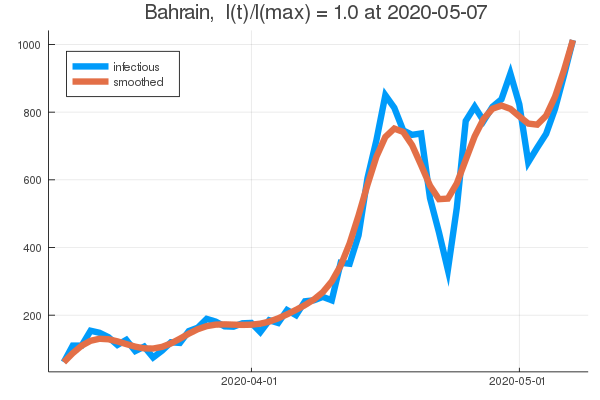 Bahrain,  I(t)/I(max) = 1.0 at 2020-05-07
infectious
smoothed
1000
800
600
400
200
2020-04-01
2020-05-01